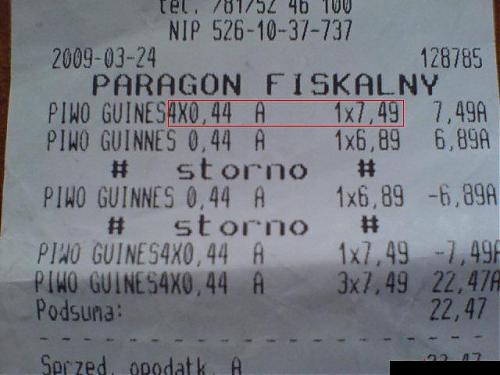 tel. 781/52 46 100
NIP 526-10-37-737
2009-03-24 128785
PARAGON FISKALNY
PIWO GUINES4X0,44 A 1x7,49 7,49A
PIWO GUINNES 0,44 A 1x6,89 6,89A
# storno #
PIWO GUINNES 0,44 A 1x6,89 -6,89A
# storno #
PIWO GUINES4X0,44 A 1x7,49 -7,49A
PIWO GUINES4X0,44 A 3x7,49 22,47A
Podsuma: 22,47
Sprzed. opodatk. A